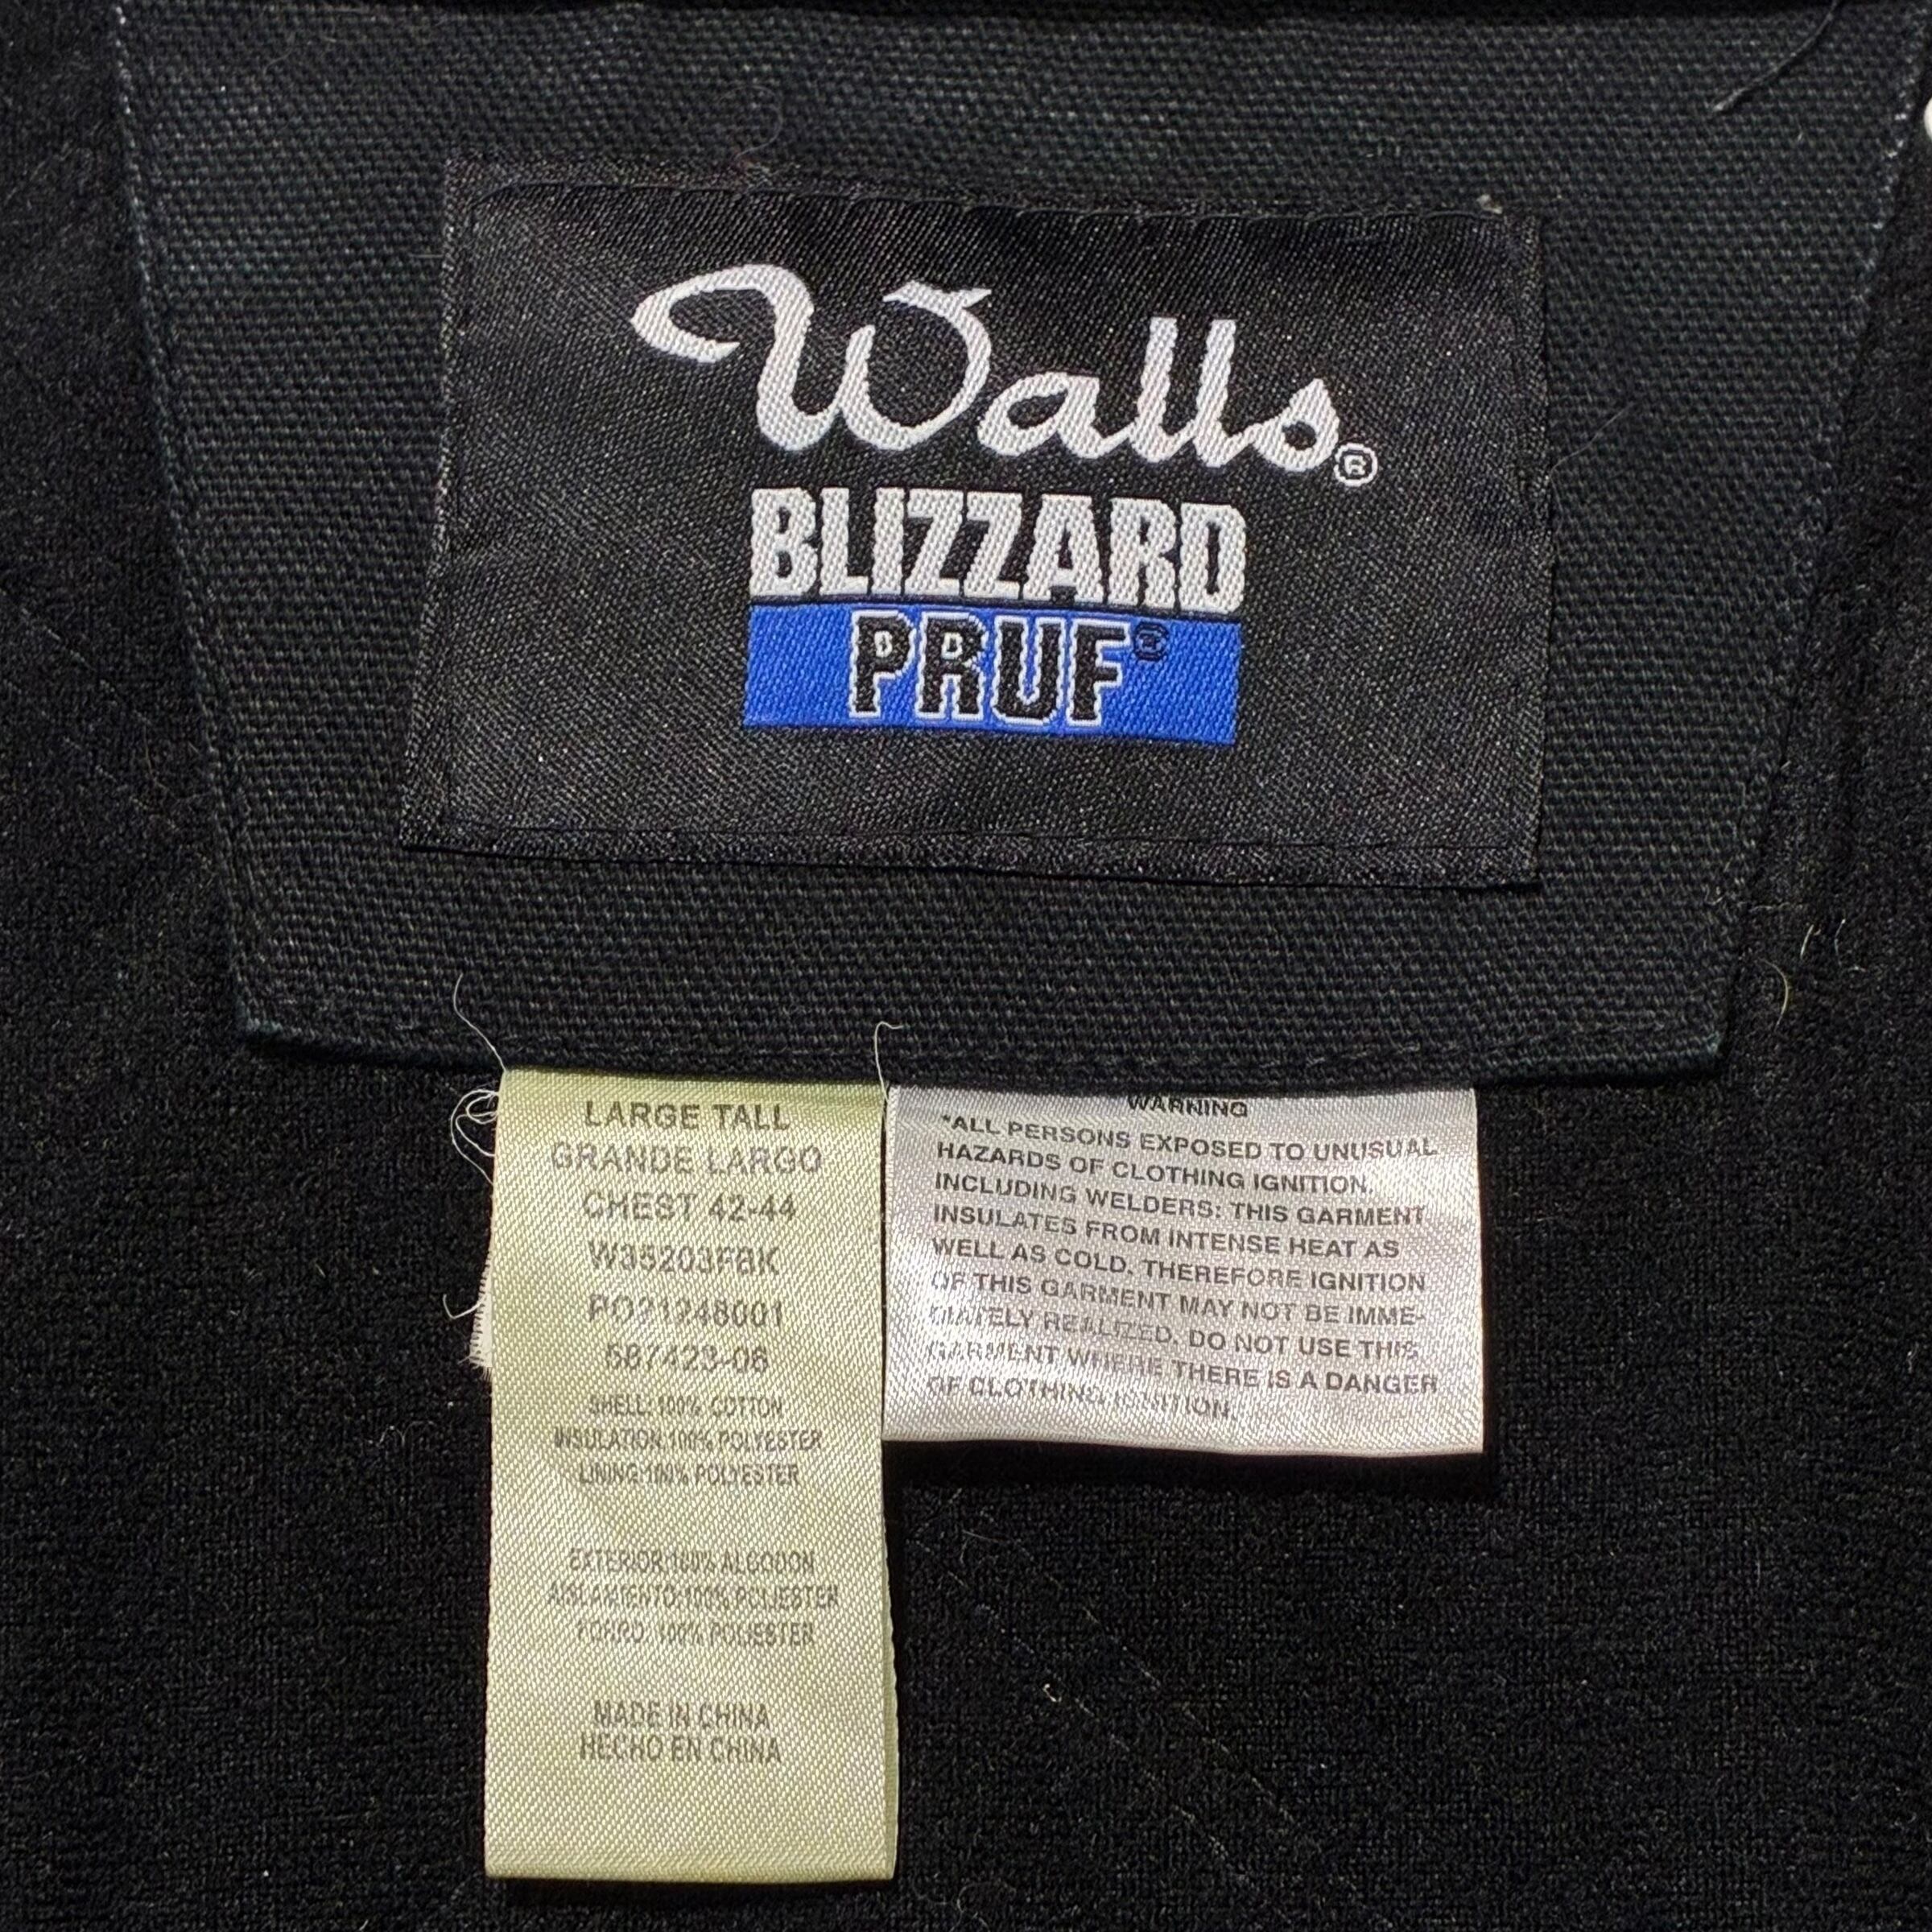 Walls®
BLIZZARD
PRUF®
LARGE TALL
GRANDE LARGO
CHEST 42-44
W35203FBK
PO21248001
587423-06
SHELL:100% COTTON
INSULATION:100% POLYESTER
LINING:100% POLYESTER
EXTERIOR:100% ALGODON
AISLAMIENTO:100% POLIESTER
FORRO: 100% POLIESTER
MADE IN CHINA
HECHO EN CHINA
WARNING
*ALL PERSONS EXPOSED TO UNUSUAL
HAZARDS OF CLOTHING IGNITION,
INCLUDING WELDERS: THIS GARMENT
INSULATES FROM INTENSE HEAT AS
WELL AS COLD. THEREFORE IGNITION
OF THIS GARMENT MAY NOT BE IMME-
DIATELY REALIZED. DO NOT USE THIS
GARMENT WHERE THERE IS A DANGER
OF CLOTHING IGNITION.